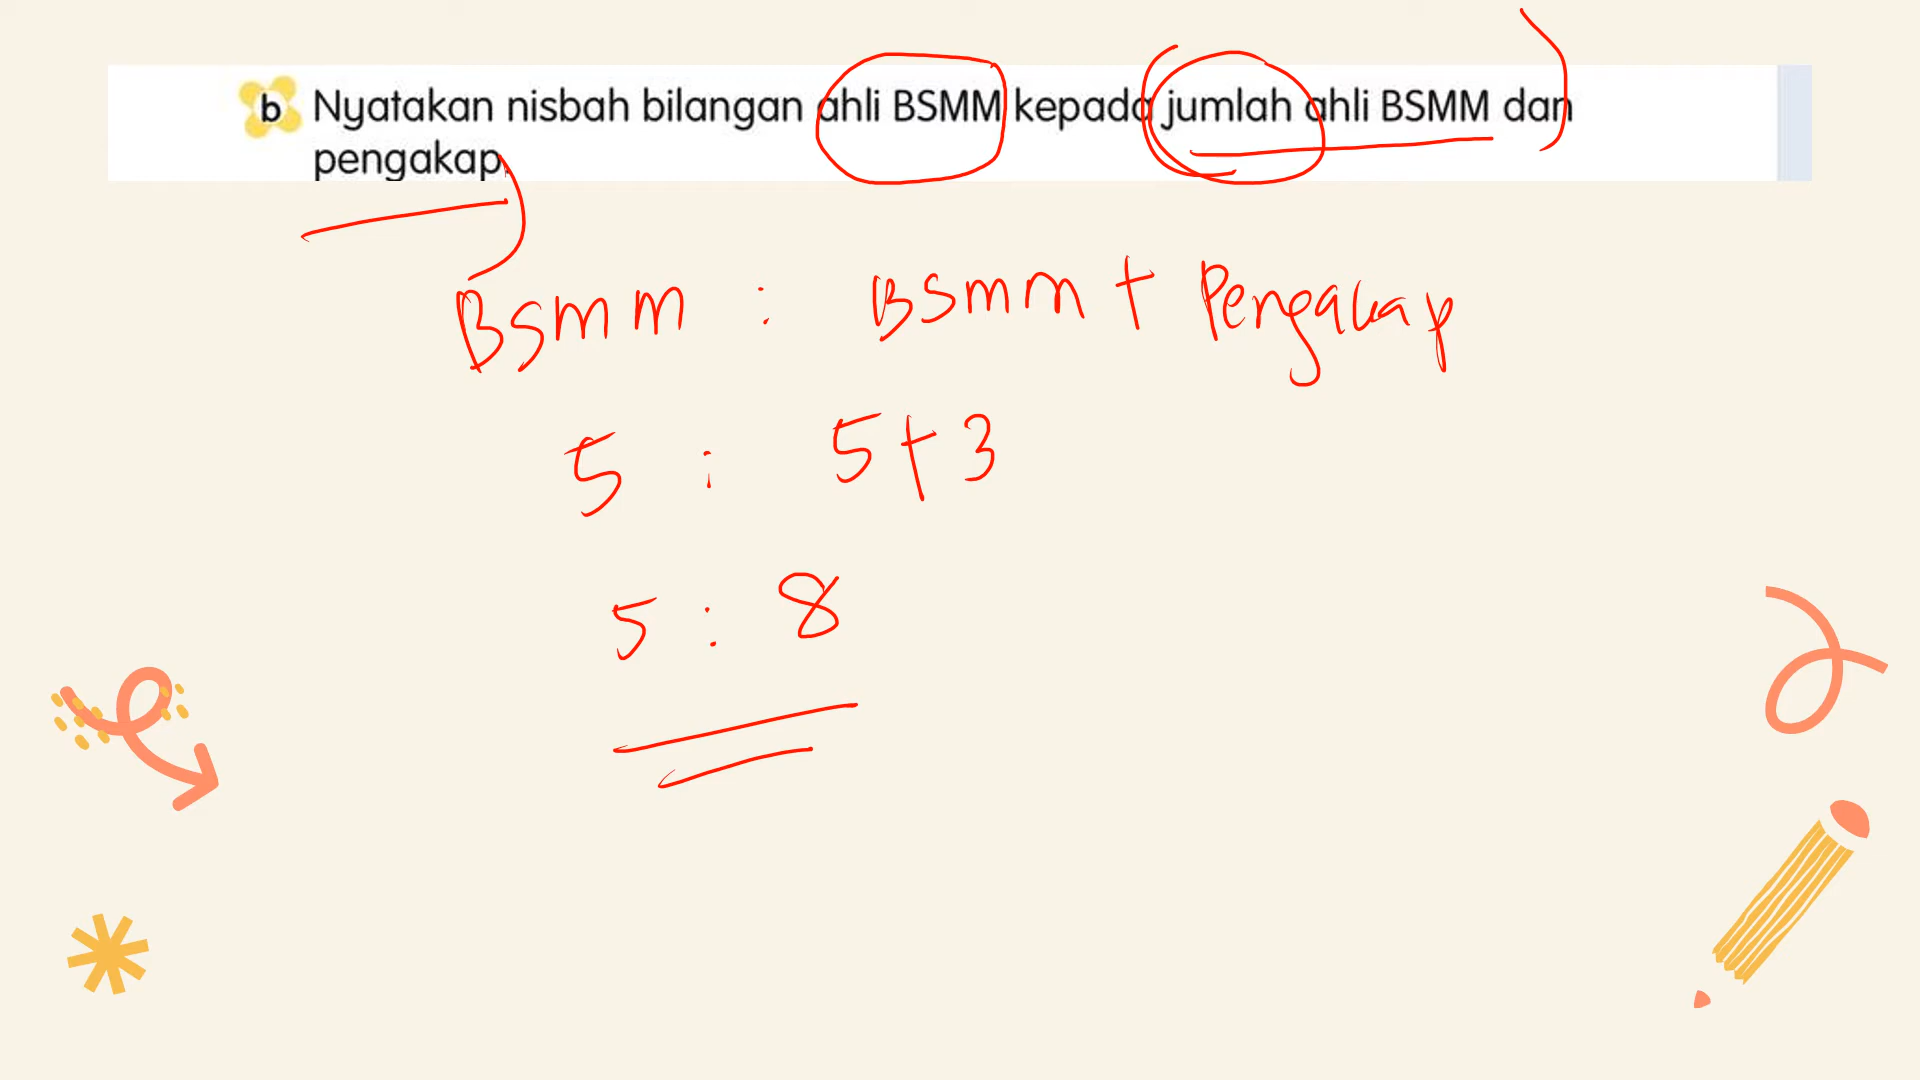 b Nyatakan nisbah bilangan ahli BSMM kepada jumlah ahli BSMM dan
pengakap.
BSMM : BSMM + Pengakap
5 : 5+3
5 : 8